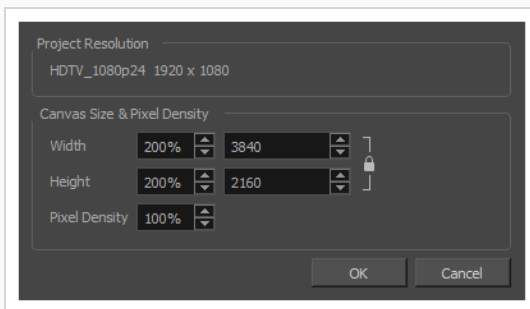 Project Resolution
HDTV_1080p24 1920 x 1080
Canvas Size & Pixel Density
Width 200% 3840
Height 200% 2160
Pixel Density 100%
OK Cancel